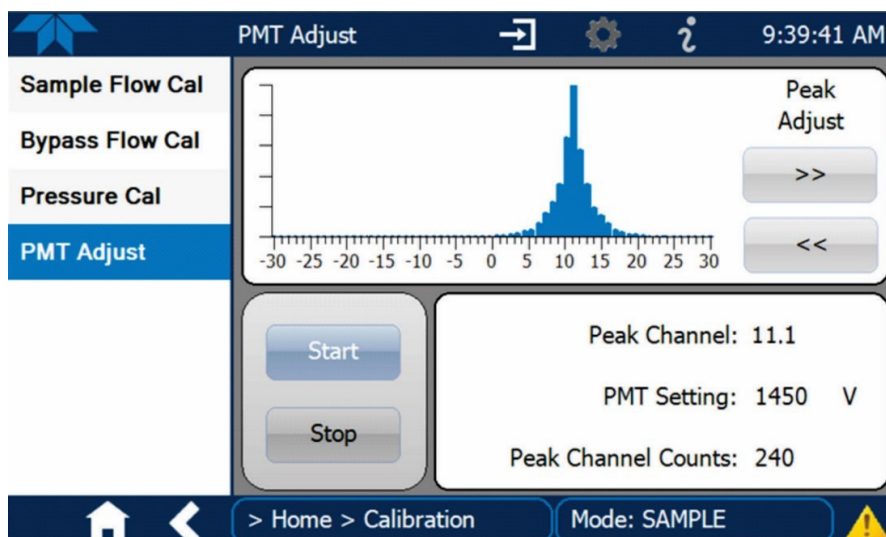 PMT Adjust
9:39:41 AM
Sample Flow Cal
Bypass Flow Cal
Pressure Cal
PMT Adjust
Peak
Adjust
>>
<<
-30 -25 -20 -15 -10 -5 0 5 10 15 20 25 30
Start
Stop
Peak Channel: 11.1
PMT Setting: 1450 V
Peak Channel Counts: 240
> Home > Calibration
Mode: SAMPLE